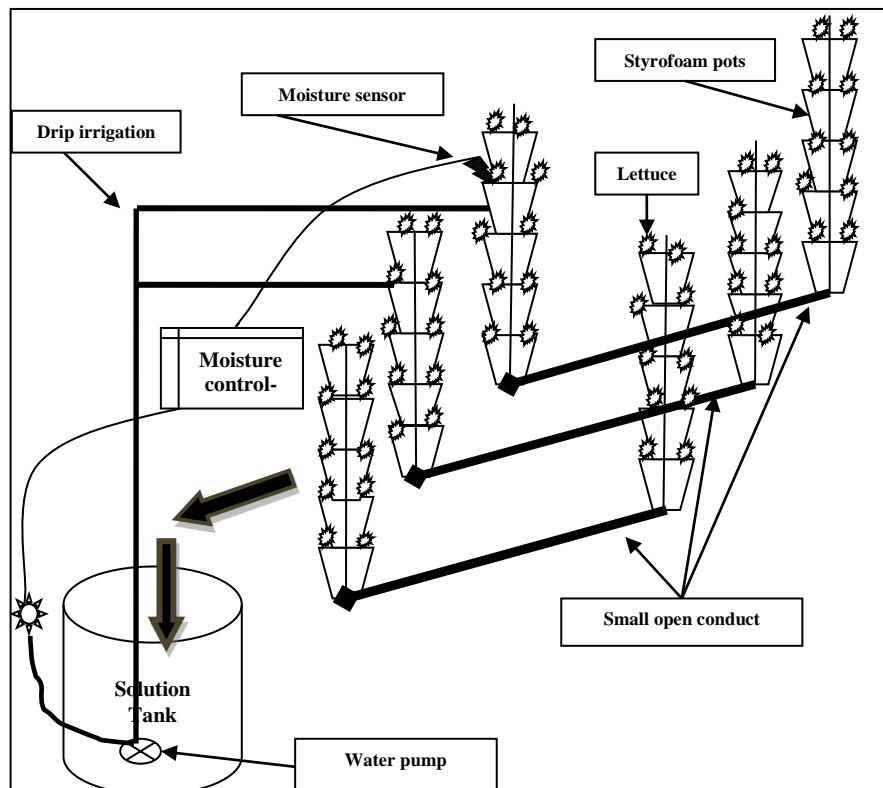 Styrofoam pots
Moisture sensor
Drip irrigation
Lettuce
Moisture
control-
Small open conduct
Solution
Tank
Water pump